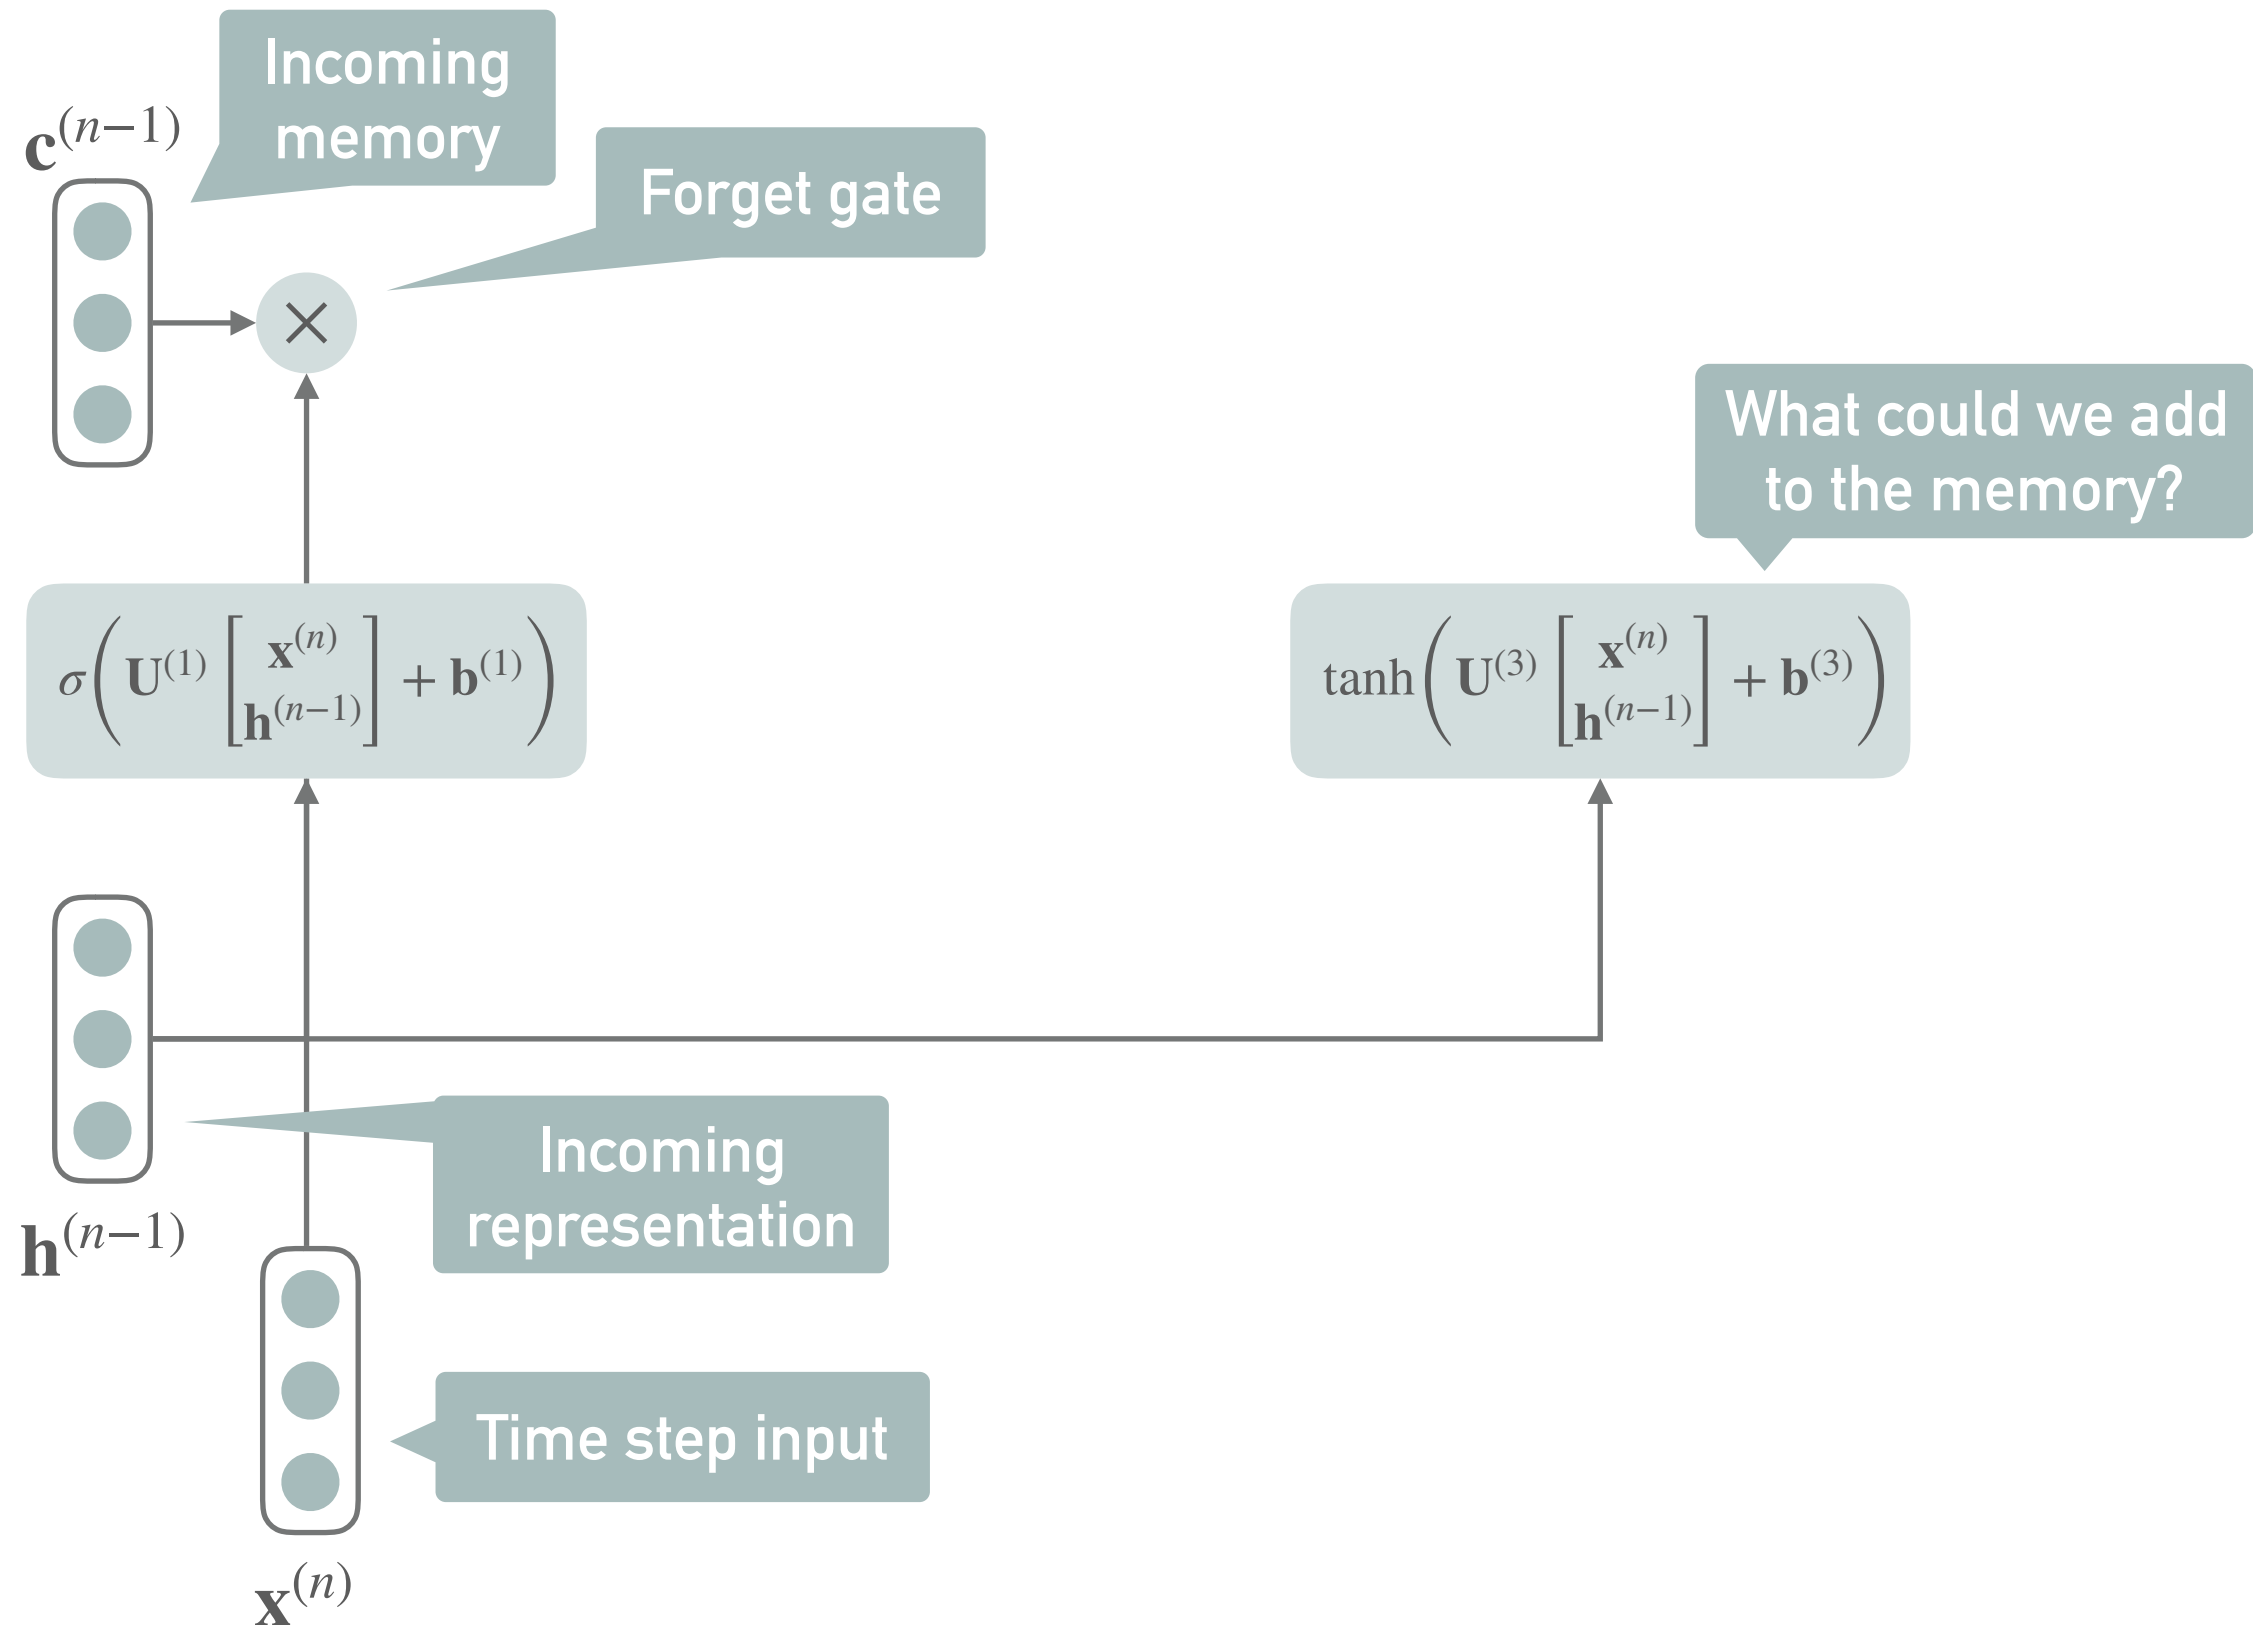 Incoming
memory
c^(n−1)
Forget gate
×
What could we add
to the memory?
σ(U^(1) [x^(n) h^(n−1)] + b^(1))
tanh(U^(3) [x^(n) h^(n−1)] + b^(3))
Incoming
representation
h^(n−1)
Time step input
x^(n)